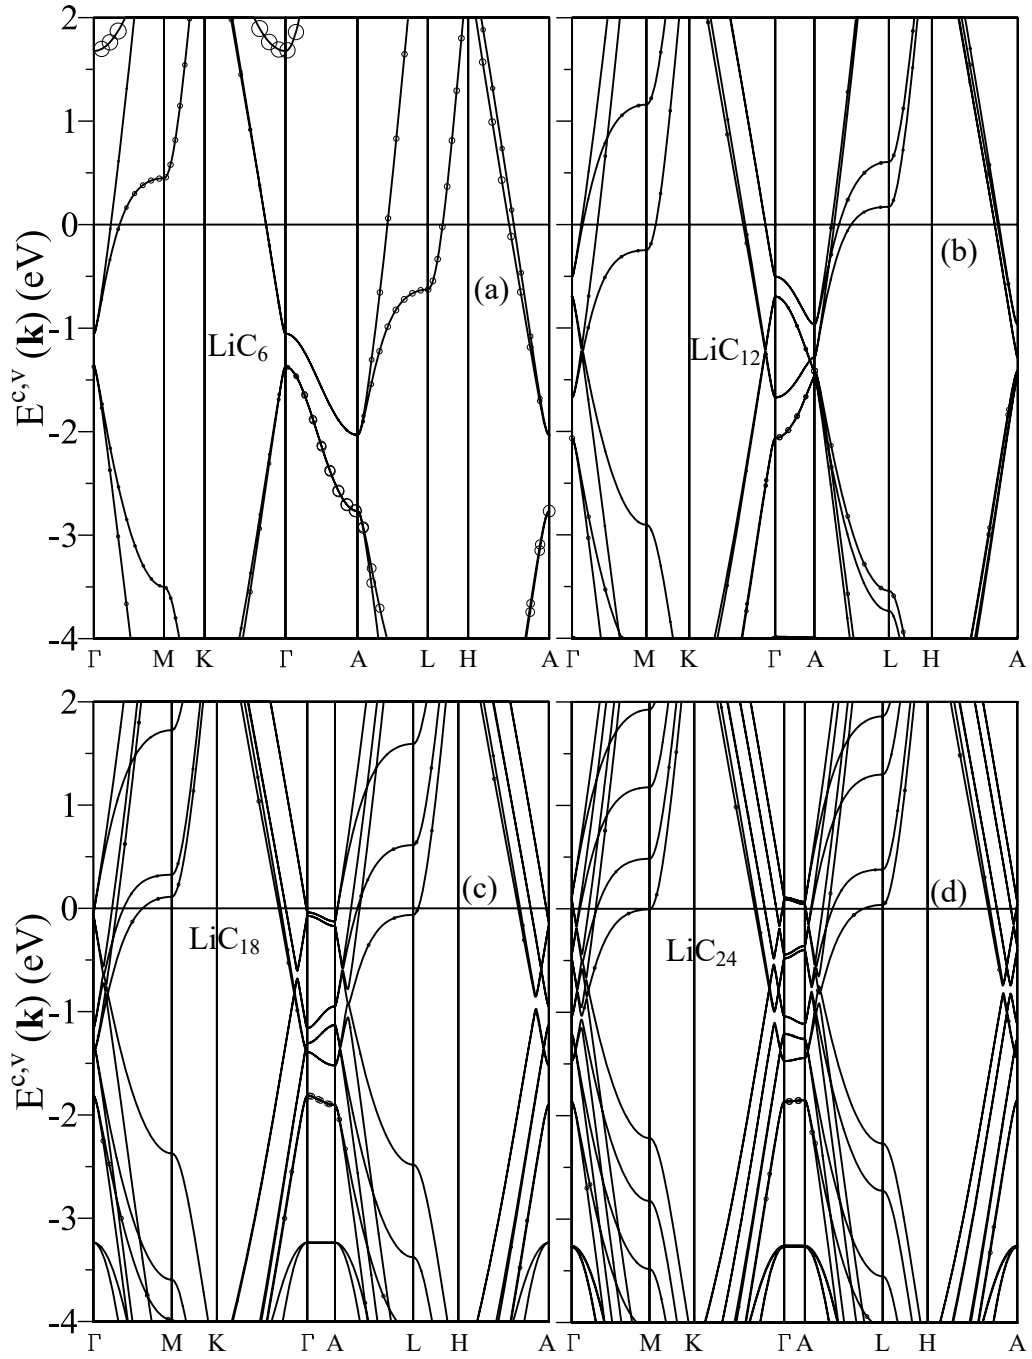 2
1
0
-1
-2
-3
-4
E^{c,v} (k) (eV)
LiC₆
(a)
Γ M K Γ A L H A
LiC₁₂
(b)
Γ M K Γ A L H A
2
1
0
-1
-2
-3
-4
E^{c,v} (k) (eV)
LiC₁₈
(c)
Γ M K Γ A L H A
LiC₂₄
(d)
Γ M K Γ A L H A